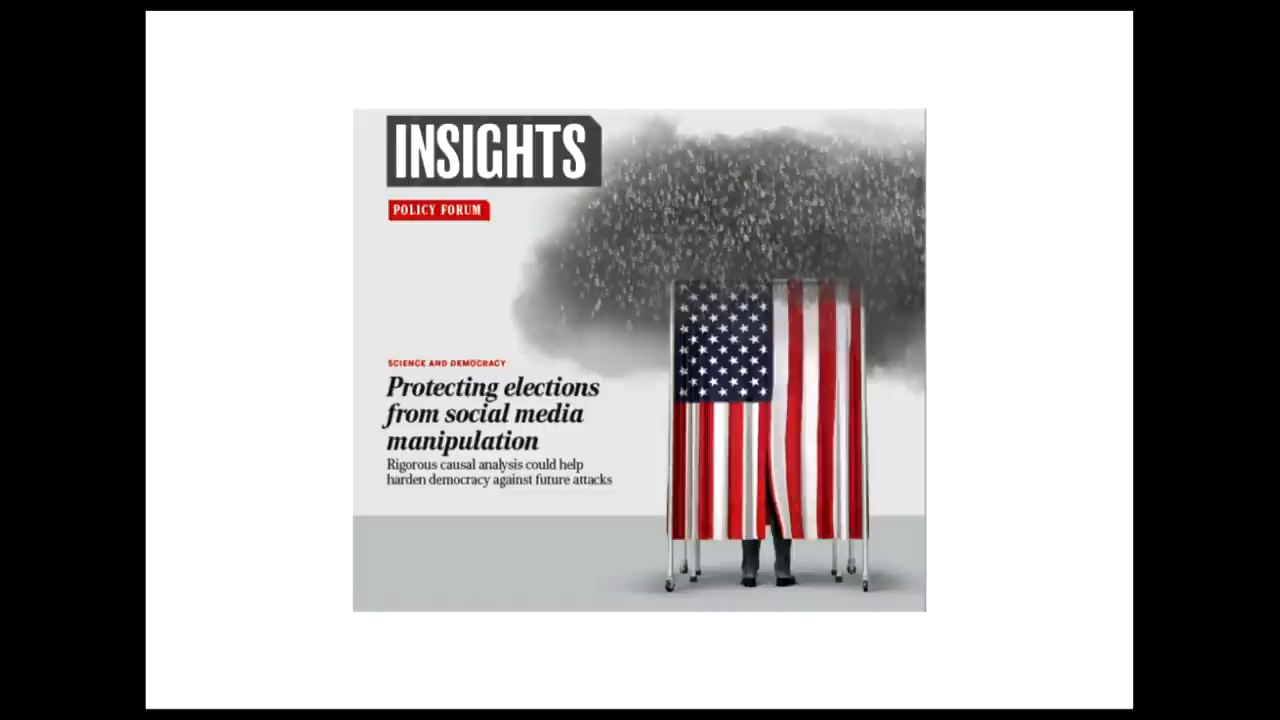 INSIGHTS
POLICY FORUM
SCIENCE AND DEMOCRACY
Protecting elections
from social media
manipulation
Rigorous causal analysis could help
harden democracy against future attacks